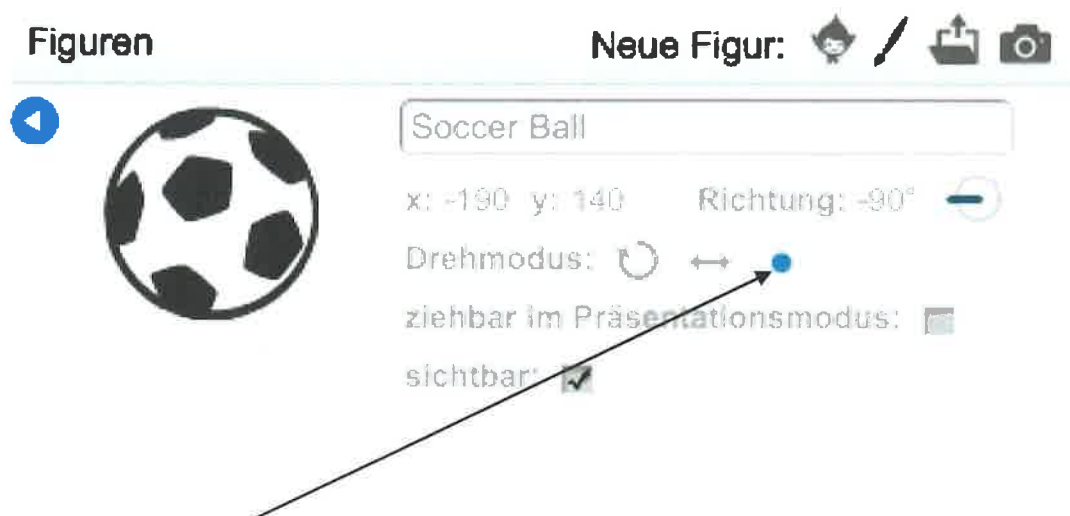 Figuren
Neue Figur:
Soccer Ball
x: -190 y: 140 Richtung: -90°
Drehmodus:
ziehbar im Präsentationsmodus:
sichtbar: